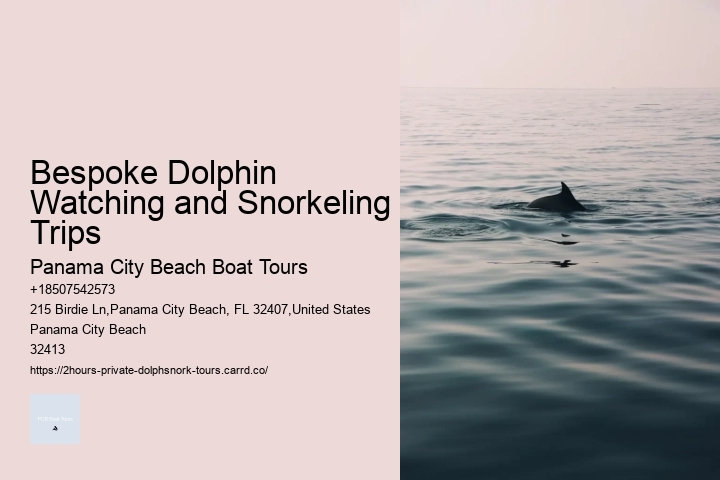 Bespoke Dolphin
Watching and Snorkeling
Trips
Panama City Beach Boat Tours
+18507542573
215 Birdie Ln,Panama City Beach, FL 32407,United States
Panama City Beach
32413
https://2hours-private-dolphsnork-tours.carrd.co/